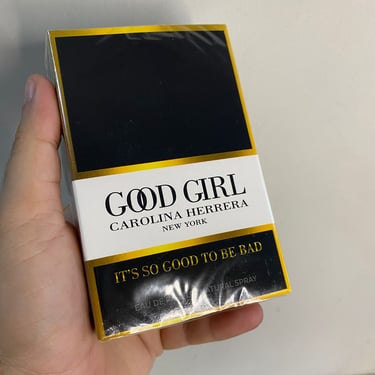 GOOD GIRL
CAROLINA HERRERA
NEW YORK
IT'S SO GOOD TO BE BAD
EAU DE NATURAL SPRAY